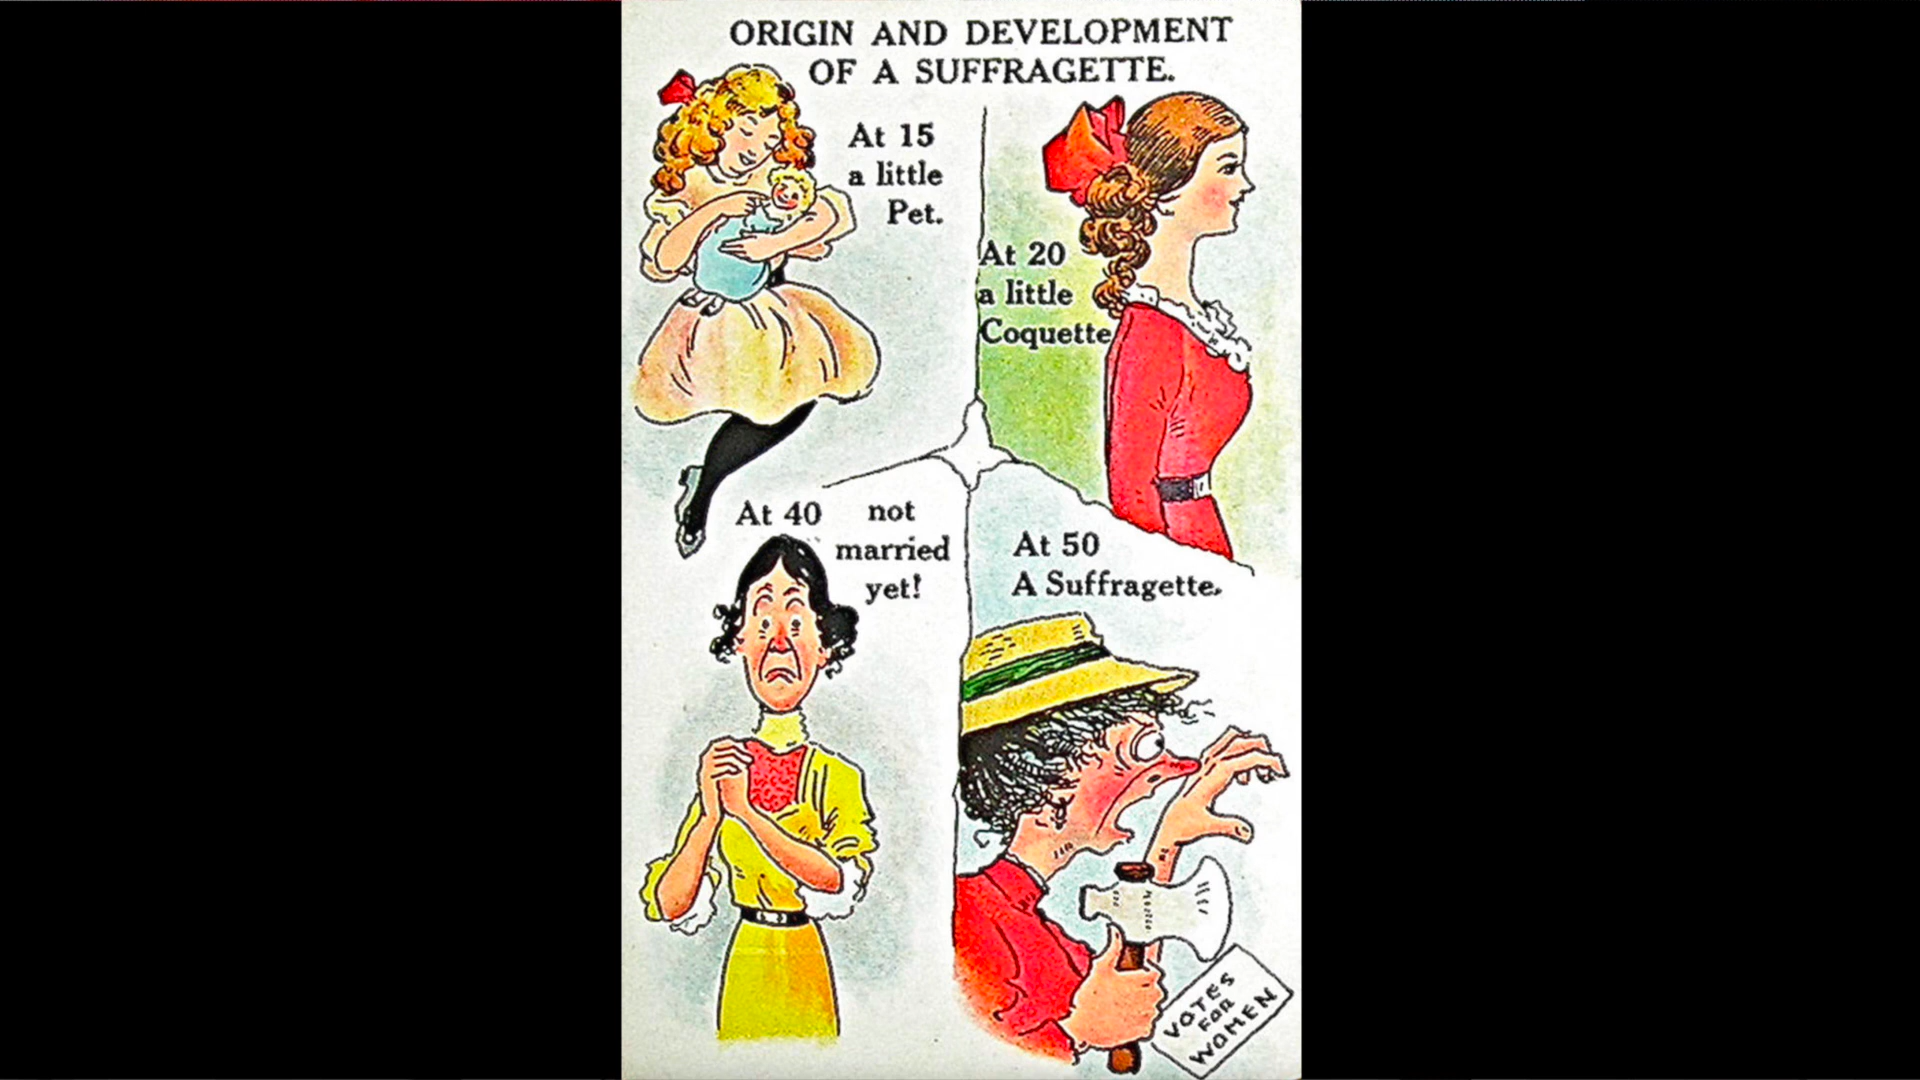 ORIGIN AND DEVELOPMENT
OF A SUFFRAGETTE.
At 15
a little
Pet.
At 20
a little
Coquette
At 40 not
married
yet!
At 50
A Suffragette.
VOTES
FOR
WOMEN